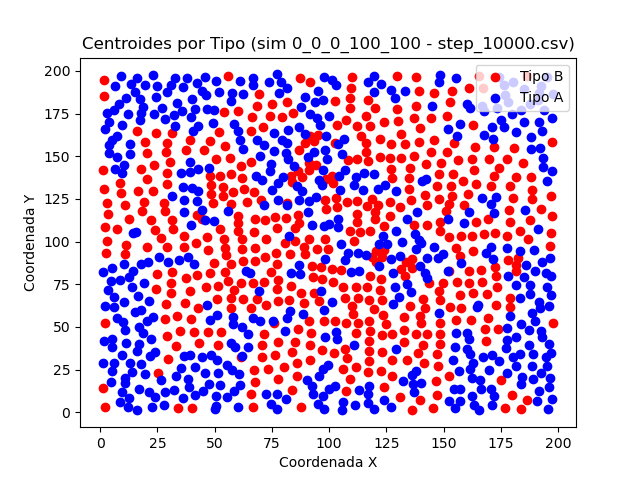 Centroides por Tipo (sim 0_0_0_100_100 - step_10000.csv)
Tipo B
Tipo A
Coordenada Y
200
175
150
125
100
75
50
25
0
0 25 50 75 100 125 150 175 200
Coordenada X